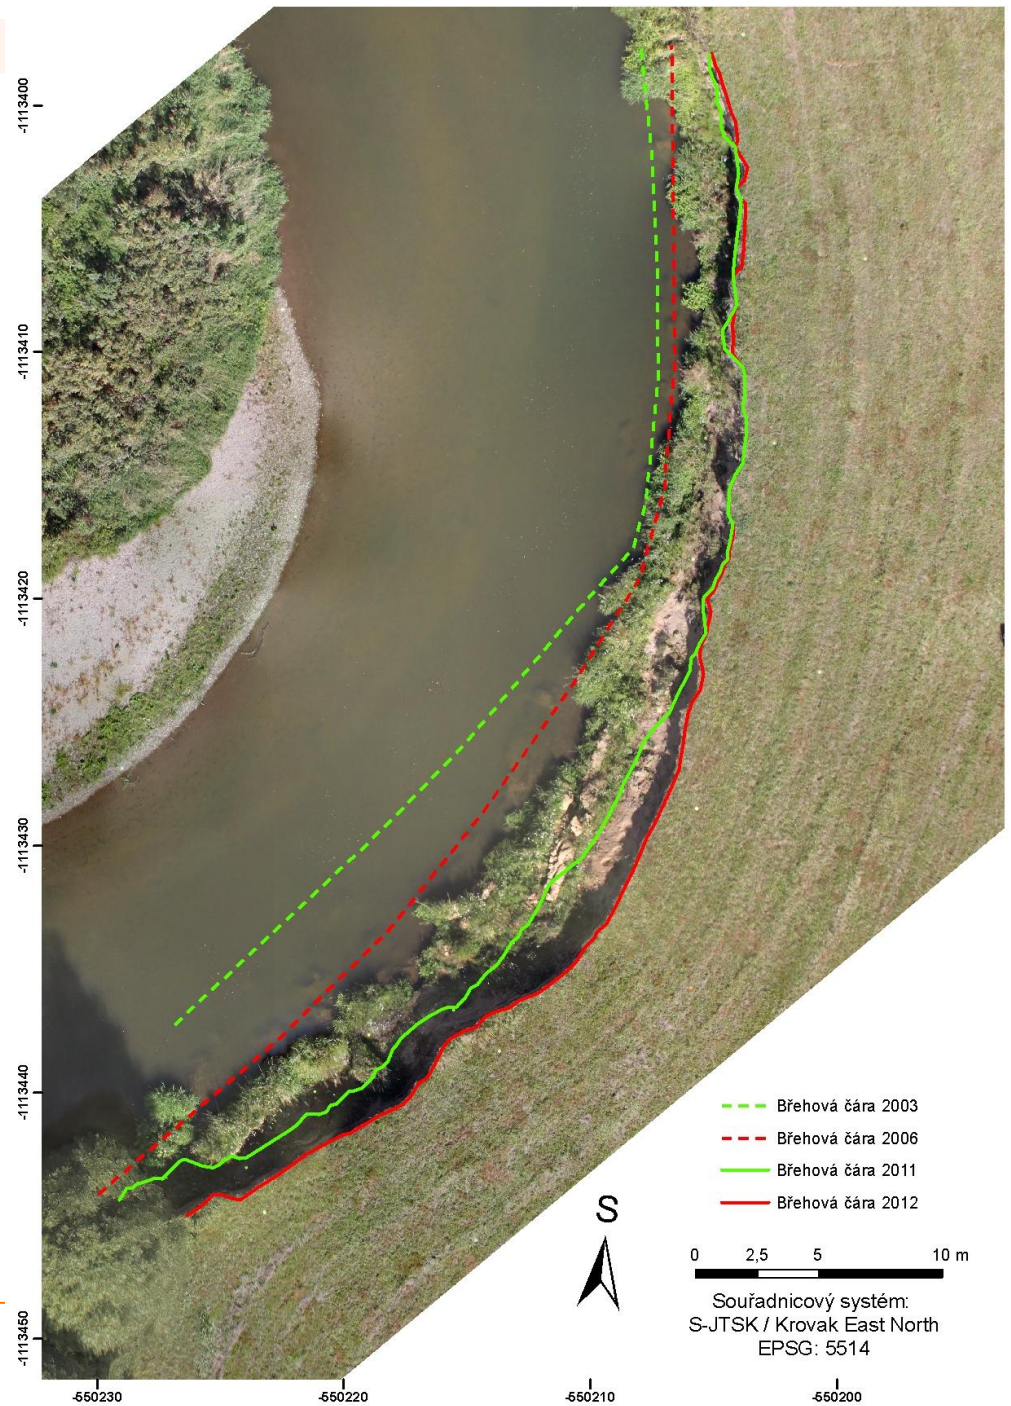 -1113400
-1113410
-1113420
-1113430
-1113440
-1113450
Břehová čára 2003
Břehová čára 2006
Břehová čára 2011
Břehová čára 2012
S
0 2,5 5 10 m
Souřadnicový systém:
S-JTSK / Krovak East North
EPSG: 5514
-550230 -550220 -550210 -550200